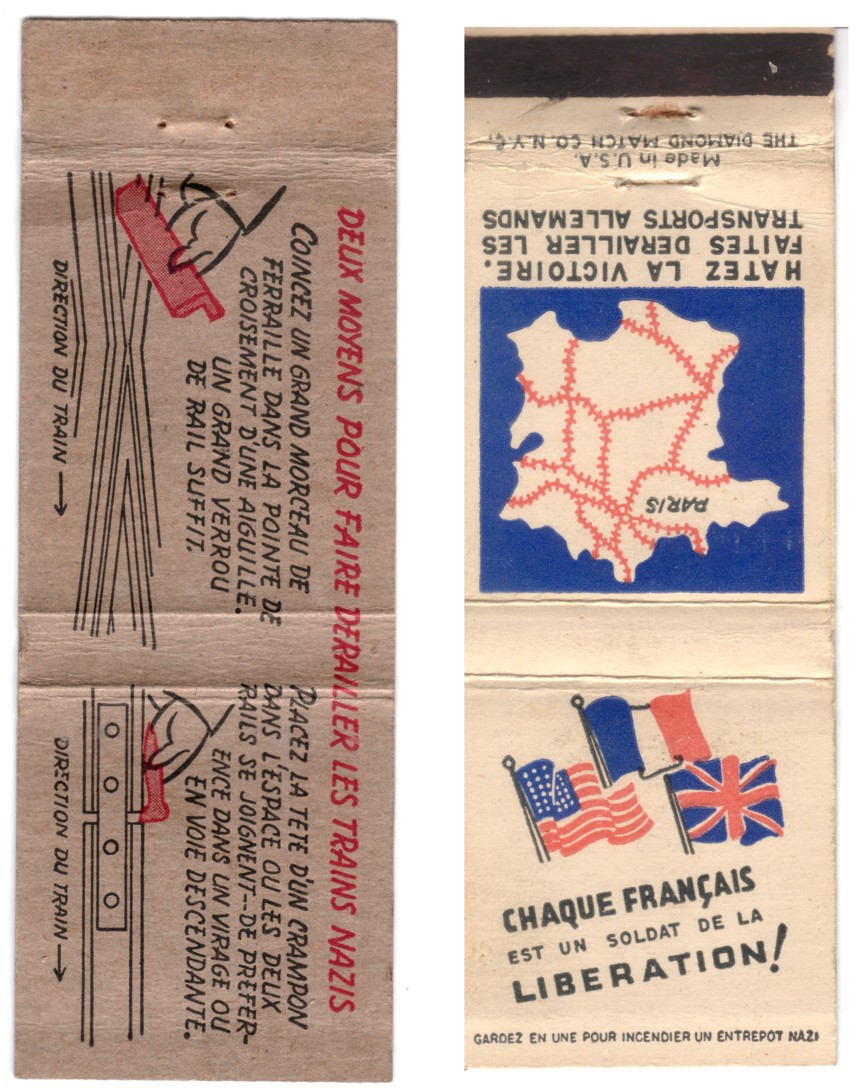 DEUX MOYENS POUR FAIRE DERAILLER LES TRAINS NAZIS
COINCEZ UN GRAND MORCEAU DE
FERRAILLE DANS LA POINTE DE
CROISEMENT D'UNE AIGUILLE.
UN GRAND VERROU
DE RAIL SUFFIT.
DIRECTION DU TRAIN →
PLACEZ LA TETE D'UN CRAMPON
DANS L'ESPACE OU LES DEUX
RAILS SE JOIGNENT--DE PREFER-
ENCE DANS UN VIRAGE OU
EN VOIE DESCENDANTE.
DIRECTION DU TRAIN →
HATEZ LA VICTOIRE.
FAITES DERAILLER LES
TRANSPORTS ALLEMANDS
Made in U.S.A.
THE DIAMOND MATCH CO. N.Y.C.
PARIS
CHAQUE FRANÇAIS
EST UN SOLDAT DE LA
LIBERATION!
GARDEZ EN UNE POUR INCENDIER UN ENTREPOT NAZI